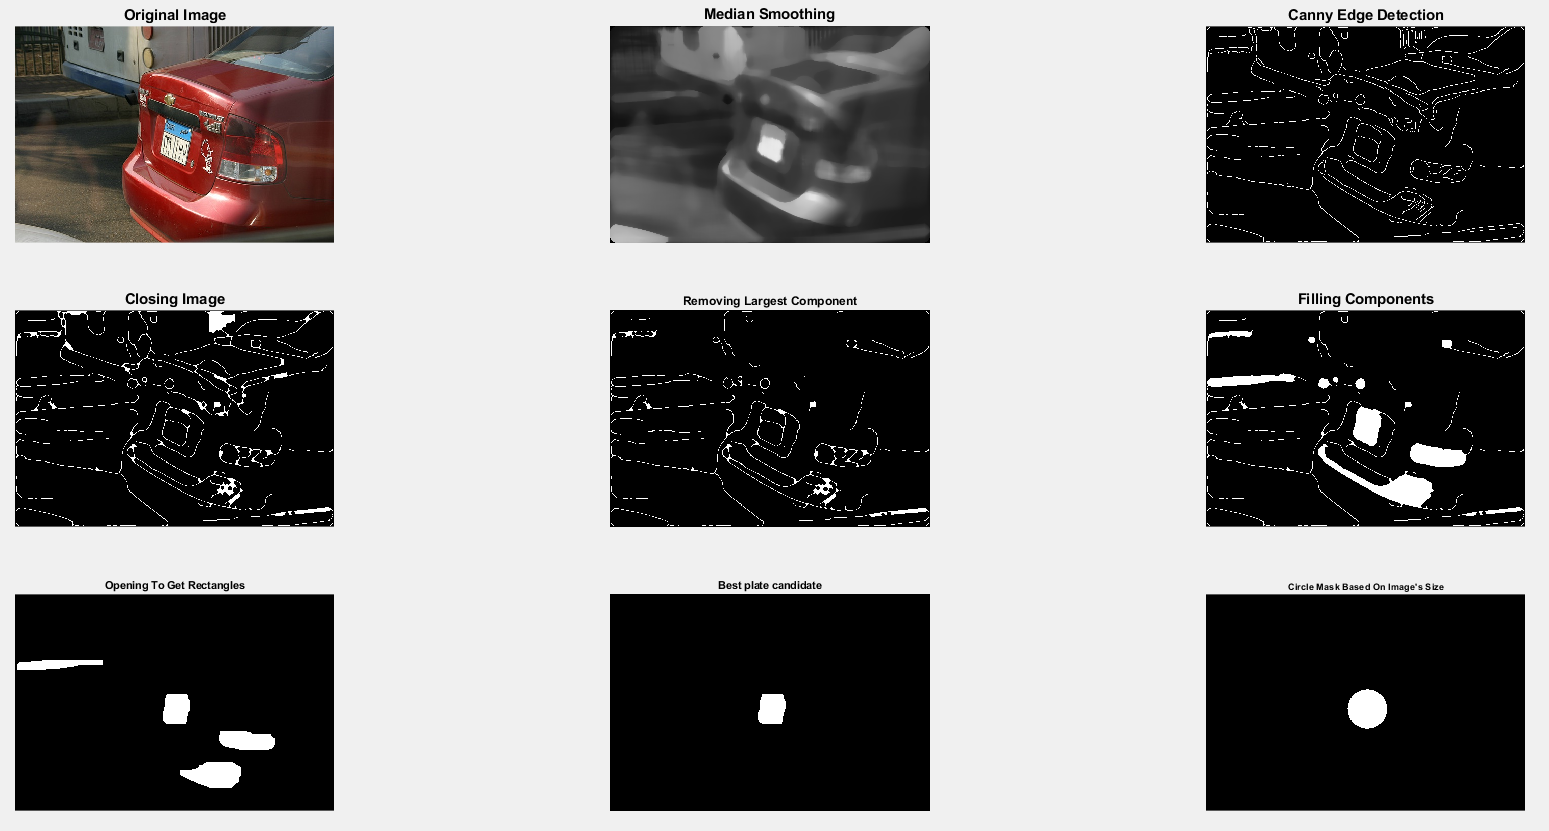 Original Image
Median Smoothing
Canny Edge Detection
Closing Image
Removing Largest Component
Filling Components
Opening To Get Rectangles
Best plate candidate
Circle Mask Based On Image's Size